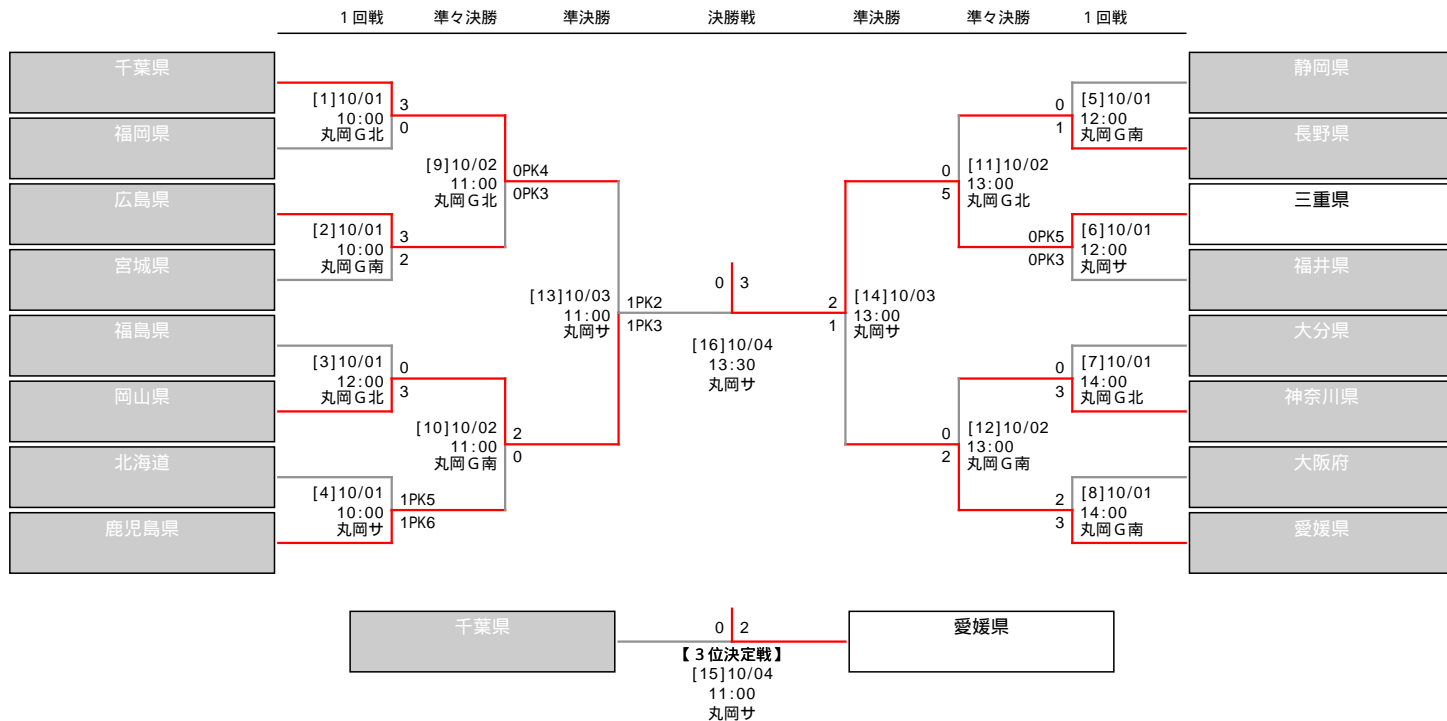 1回戦 準々決勝 準決勝 決勝戦 準決勝 準々決勝 1回戦
千葉県
福岡県
広島県
宮城県
福島県
岡山県
北海道
鹿児島県
[1]10/01
10:00
丸岡G北
3
0
[2]10/01
10:00
丸岡G南
3
2
[3]10/01
12:00
丸岡G北
0
3
[4]10/01
10:00
丸岡サ
1PK5
1PK6
[9]10/02
11:00
丸岡G北
0PK4
0PK3
[10]10/02
11:00
丸岡G南
2
0
[13]10/03
11:00
丸岡サ
1PK2
1PK3
0 3
[16]10/04
13:30
丸岡サ
2
1
[14]10/03
13:00
丸岡サ
0
5
[11]10/02
13:00
丸岡G北
0
2
[12]10/02
13:00
丸岡G南
0
1
[5]10/01
12:00
丸岡G南
0PK5
0PK3
[6]10/01
12:00
丸岡サ
0
3
[7]10/01
14:00
丸岡G北
2
3
[8]10/01
14:00
丸岡G南
静岡県
長野県
三重県
福井県
大分県
神奈川県
大阪府
愛媛県
千葉県
0 2
愛媛県
【3位決定戦】
[15]10/04
11:00
丸岡サ